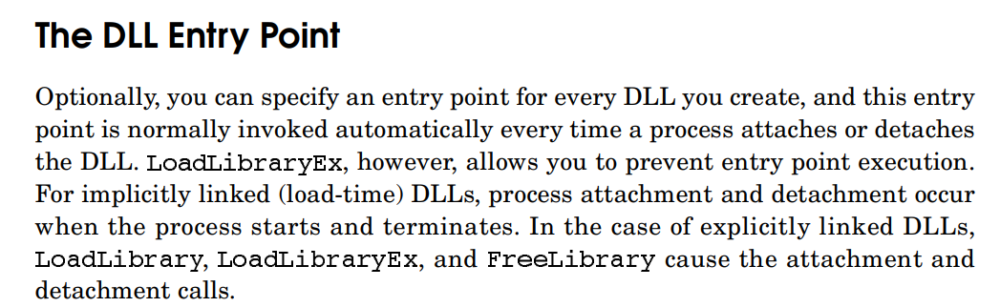 The DLL Entry Point
Optionally, you can specify an entry point for every DLL you create, and this entry
point is normally invoked automatically every time a process attaches or detaches
the DLL. LoadLibraryEx, however, allows you to prevent entry point execution.
For implicitly linked (load-time) DLLs, process attachment and detachment occur
when the process starts and terminates. In the case of explicitly linked DLLs,
LoadLibrary, LoadLibraryEx, and FreeLibrary cause the attachment and
detachment calls.